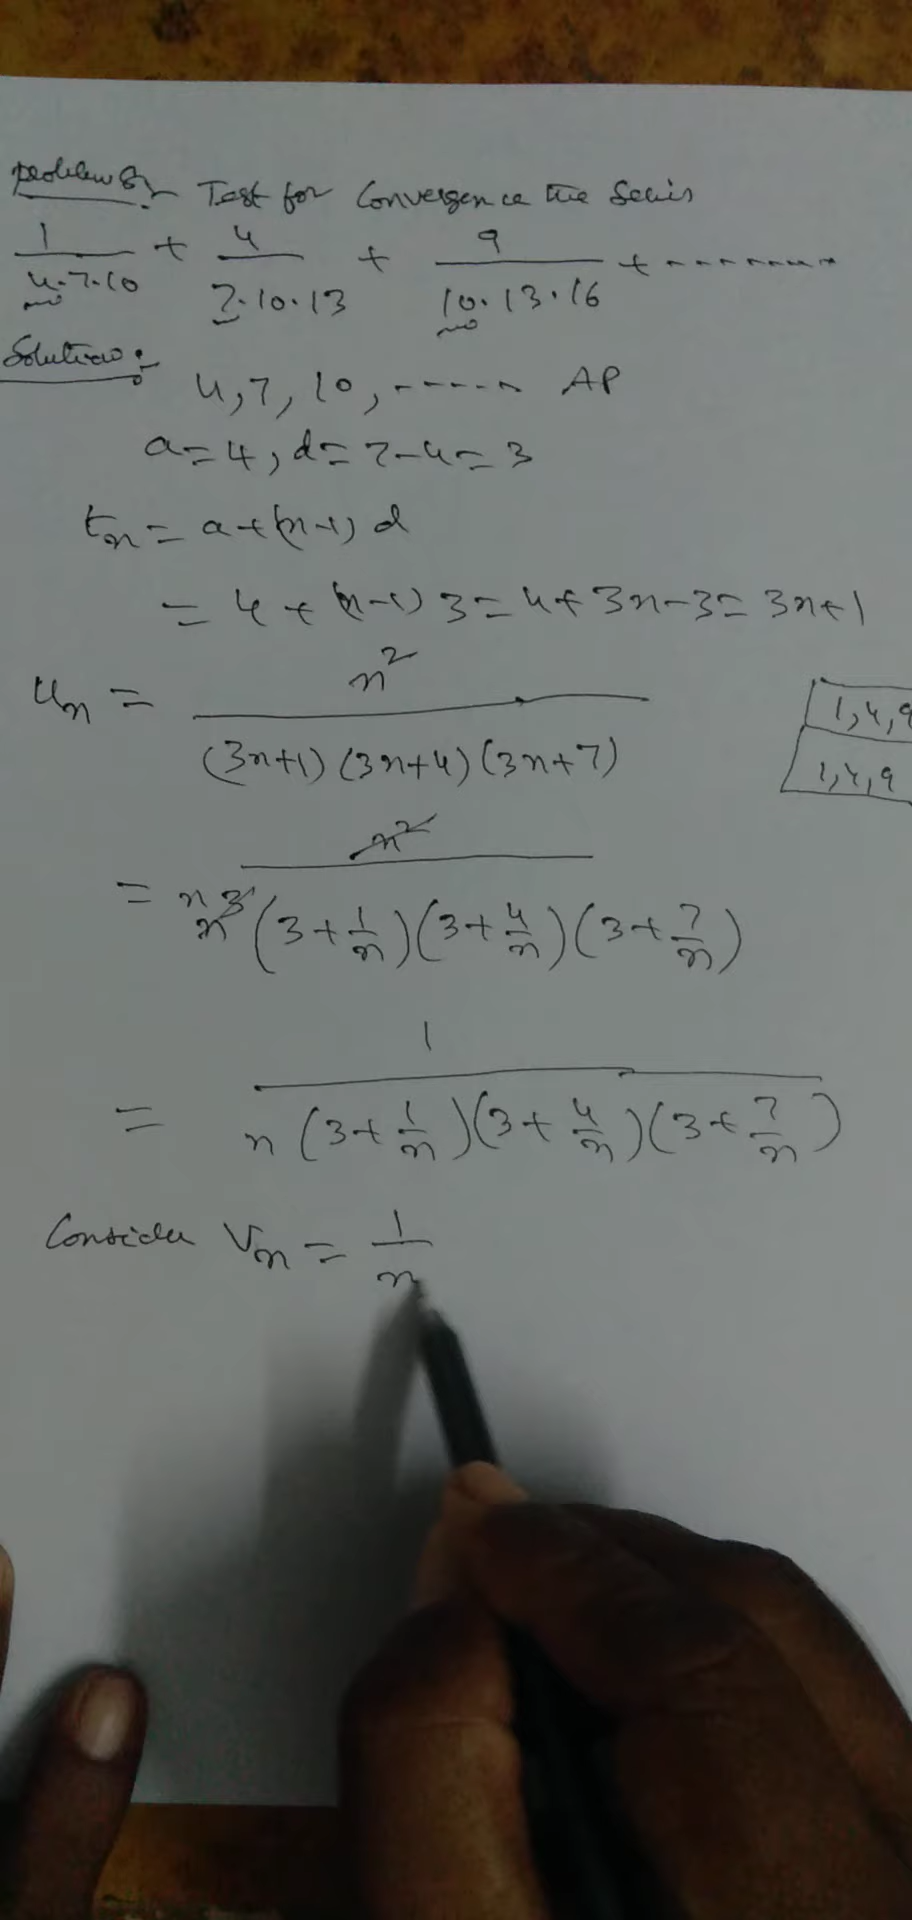 Problem 8:- Test for Convergence the Series
1/4.7.10 + 4/7.10.13 + 9/10.13.16 + --------
Solution:-
4, 7, 10, ------ AP
a = 4, d = 7-4 = 3
tₙ = a+(n-1)d
= 4+(n-1)3 = 4+3n-3 = 3n+1
uₙ = n²/(3n+1)(3n+4)(3n+7)
1,4,9
1,4,9
= n²/n³(3+1/n)(3+4/n)(3+7/n)
= 1/n(3+1/n)(3+4/n)(3+7/n)
Consider Vₙ = 1/n